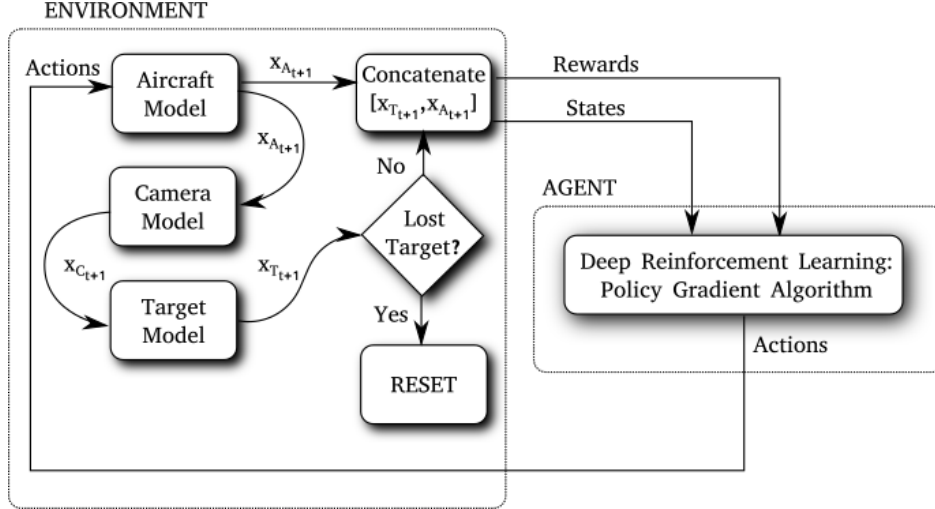 ENVIRONMENT
Actions
Aircraft
Model
x_{A_{t+1}}
Concatenate
[x_{T_{t+1}},x_{A_{t+1}}]
Rewards
States
x_{A_{t+1}}
No
Camera
Model
Lost
Target?
AGENT
Deep Reinforcement Learning:
Policy Gradient Algorithm
x_{C_{t+1}}
x_{T_{t+1}}
Target
Model
Yes
Actions
RESET